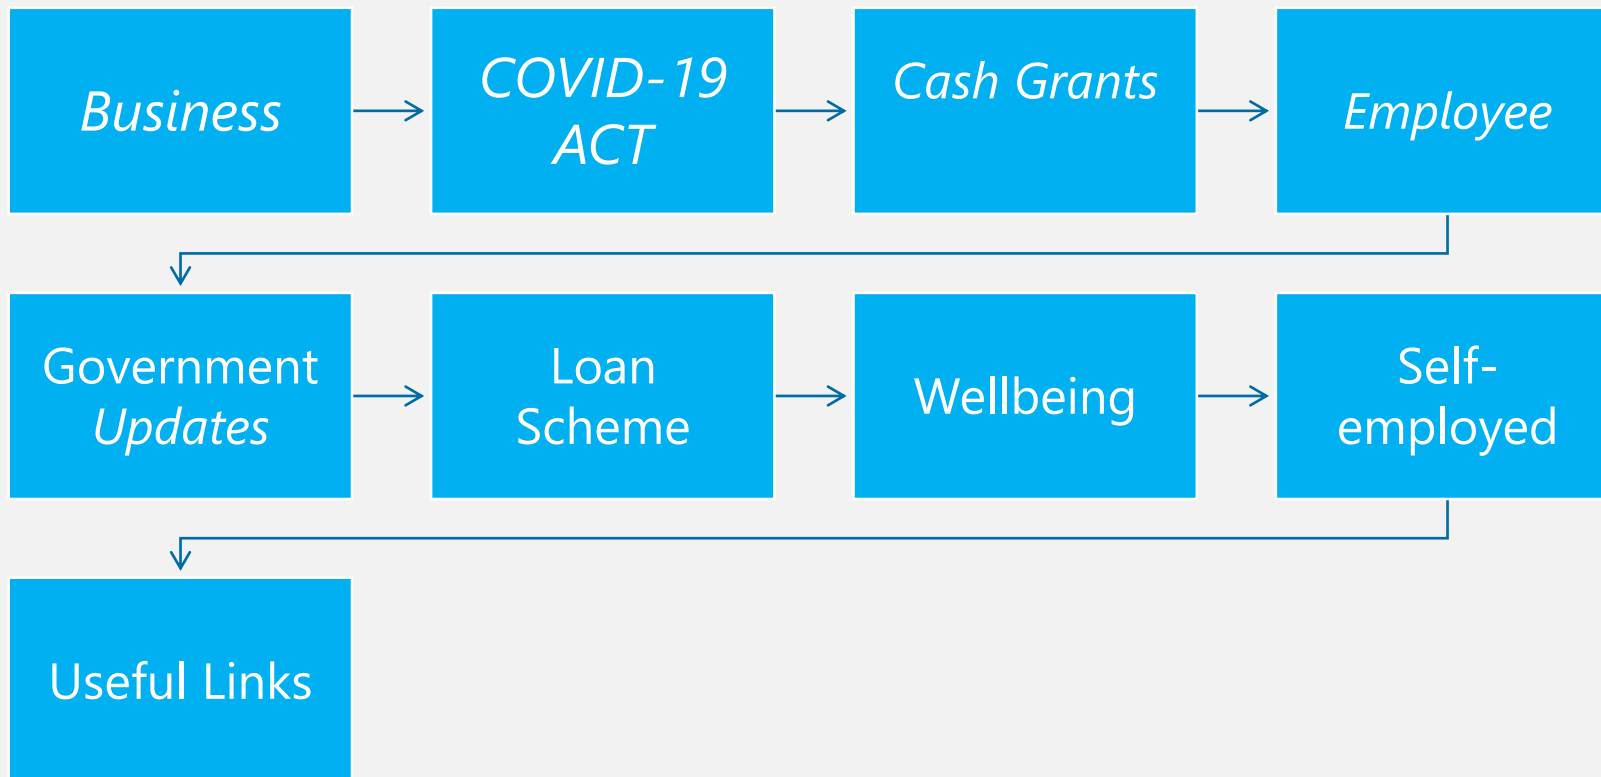 Business
COVID-19
ACT
Cash Grants
Employee
Government
Updates
Loan
Scheme
Wellbeing
Self-
employed
Useful Links